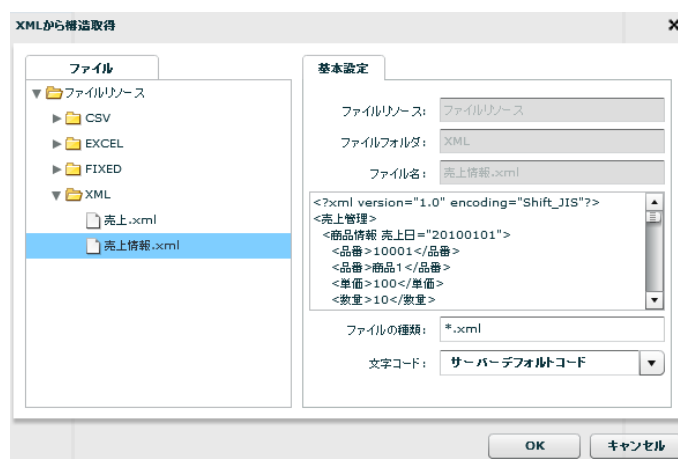 XMLから構造取得
ファイル
ファイルリソース
CSV
EXCEL
FIXED
XML
売上.xml
売上情報.xml
基本設定
ファイルリソース: ファイルリソース
ファイルフォルダ: XML
ファイル名: 売上情報.xml
<?xml version="1.0" encoding="Shift_JIS"?>
<売上管理>
<商品情報 売上日="20100101">
<品番>10001</品番>
<品番>商品1</品番>
<単価>100</単価>
<数量>10</数量>
ファイルの種類: *.xml
文字コード: サーバーデフォルトコード
OK
キャンセル